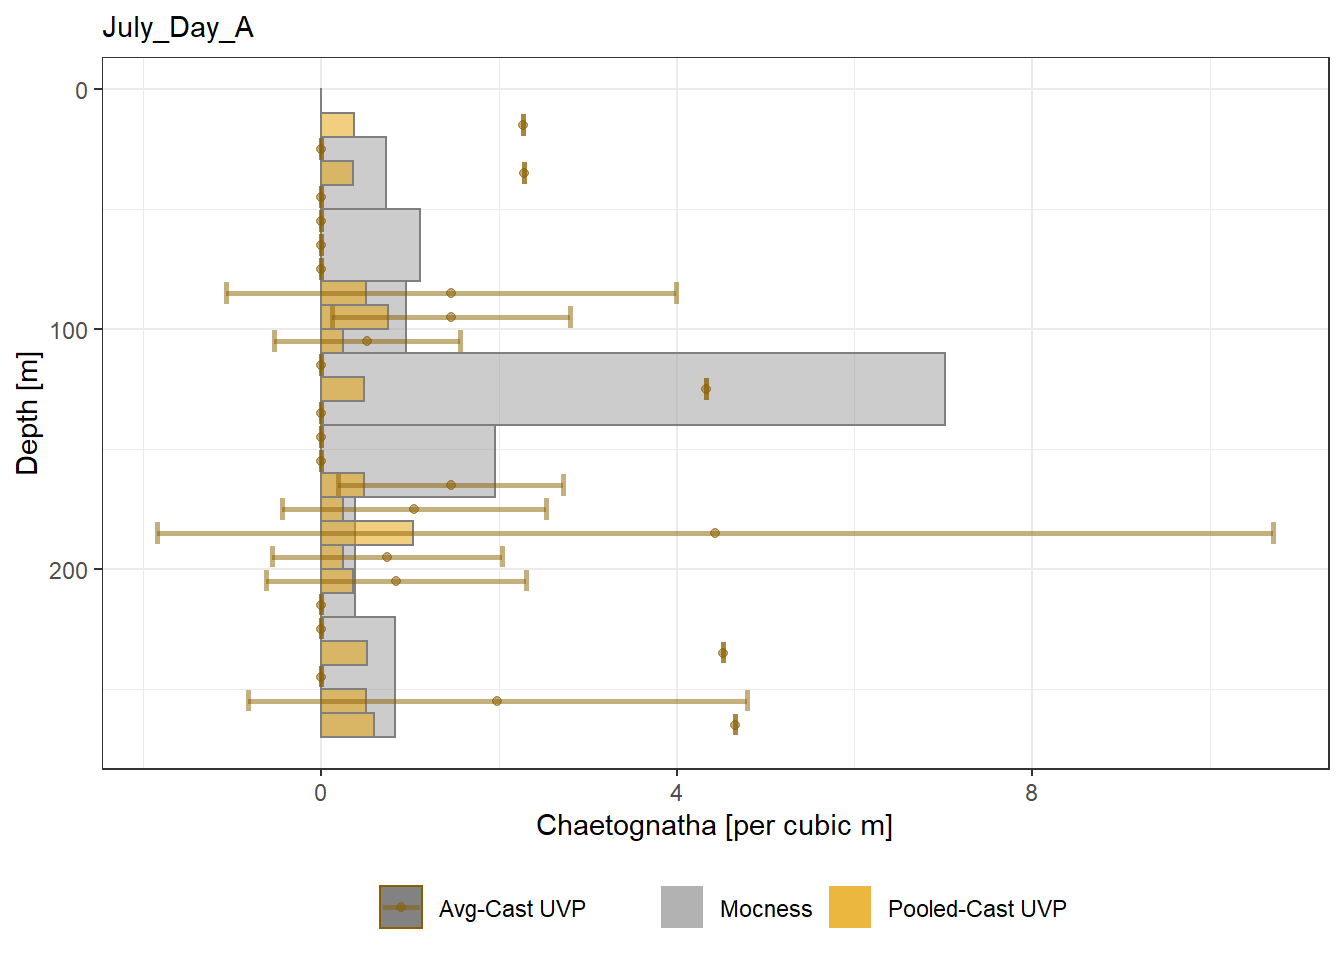 July_Day_A
0
100
200
Depth [m]
0 4 8
Chaetognatha [per cubic m]
Avg-Cast UVP Mocness Pooled-Cast UVP